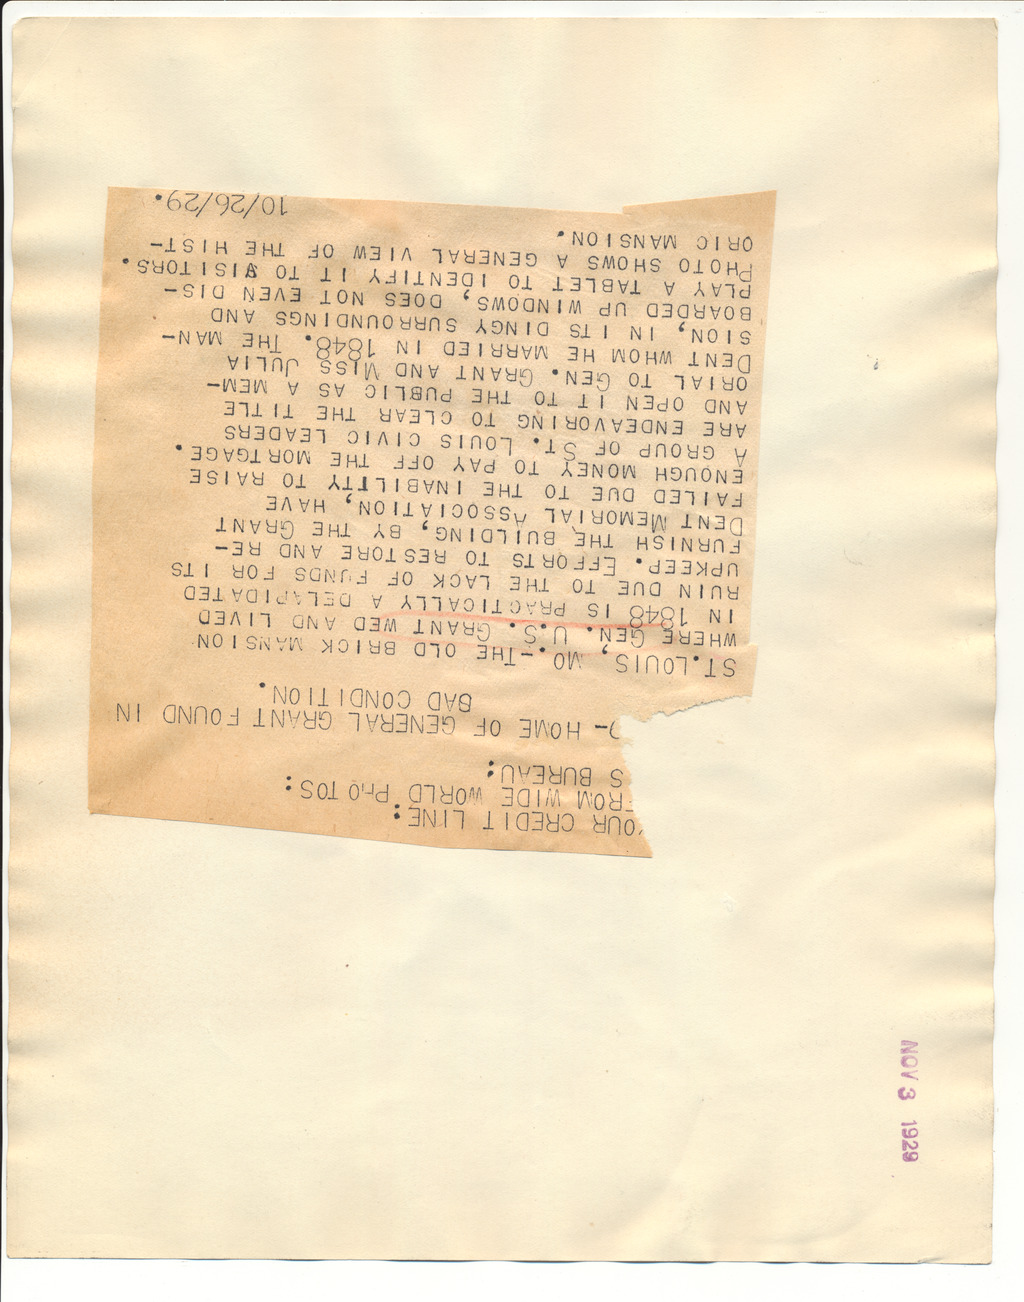 OUR CREDIT LINE:
FROM WIDE WORLD PHOTOS:
S BUREAU:
- HOME OF GENERAL GRANT FOUND IN
BAD CONDITION.
ST.LOUIS, MO.-THE OLD BRICK MANSION
WHERE GEN. U.S. GRANT WED AND LIVED
IN 1848 IS PRACTICALLY A DELAPIDATED
RUIN DUE TO THE LACK OF FUNDS FOR ITS
UPKEEP. EFFORTS TO RESTORE AND RE-
FURNISH THE BUILDING, BY THE GRANT
DENT MEMORIAL ASSOCIATION, HAVE
FAILED DUE TO THE INABILITY TO RAISE
ENOUGH MONEY TO PAY OFF THE MORTGAGE.
A GROUP OF ST. LOUIS CIVIC LEADERS
ARE ENDEAVORING TO CLEAR THE TITLE
AND OPEN IT TO THE PUBLIC AS A MEM-
ORIAL TO GEN. GRANT AND MISS JULIA
DENT WHOM HE MARRIED IN 1848. THE MAN-
SION, IN ITS DINGY SURROUNDINGS AND
BOARDED UP WINDOWS, DOES NOT EVEN DIS-
PLAY A TABLET TO IDENTIFY IT TO VISITORS.
PHOTO SHOWS A GENERAL VIEW OF THE HIST-
ORIC MANSION.
10/26/29.
NOV 3 1929